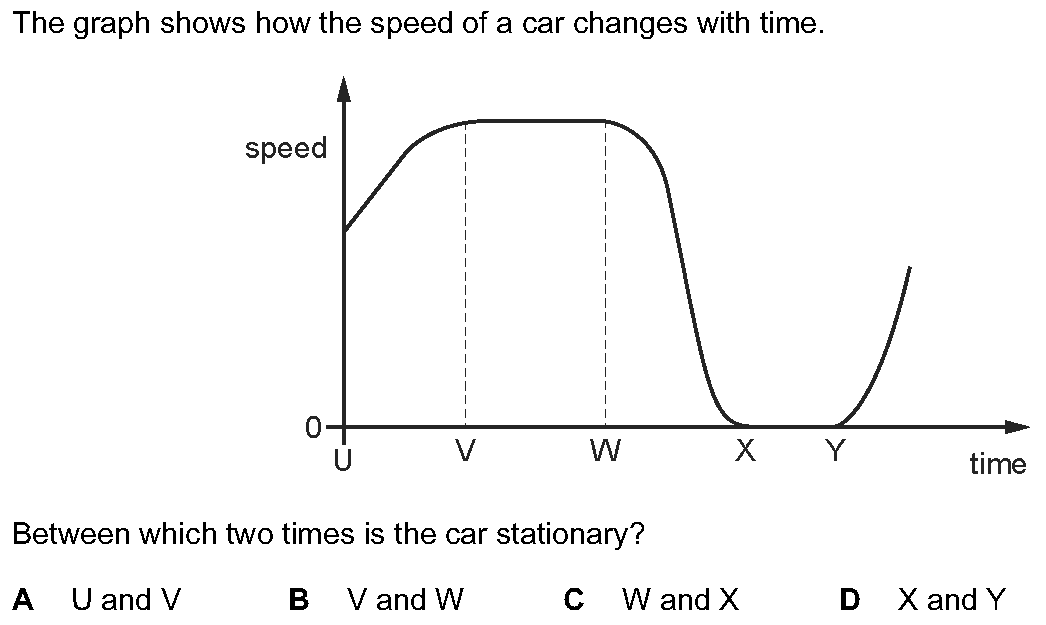 The graph shows how the speed of a car changes with time.
speed
0
U
V
W
X
Y
time
Between which two times is the car stationary?
A U and V B V and W C W and X D X and Y